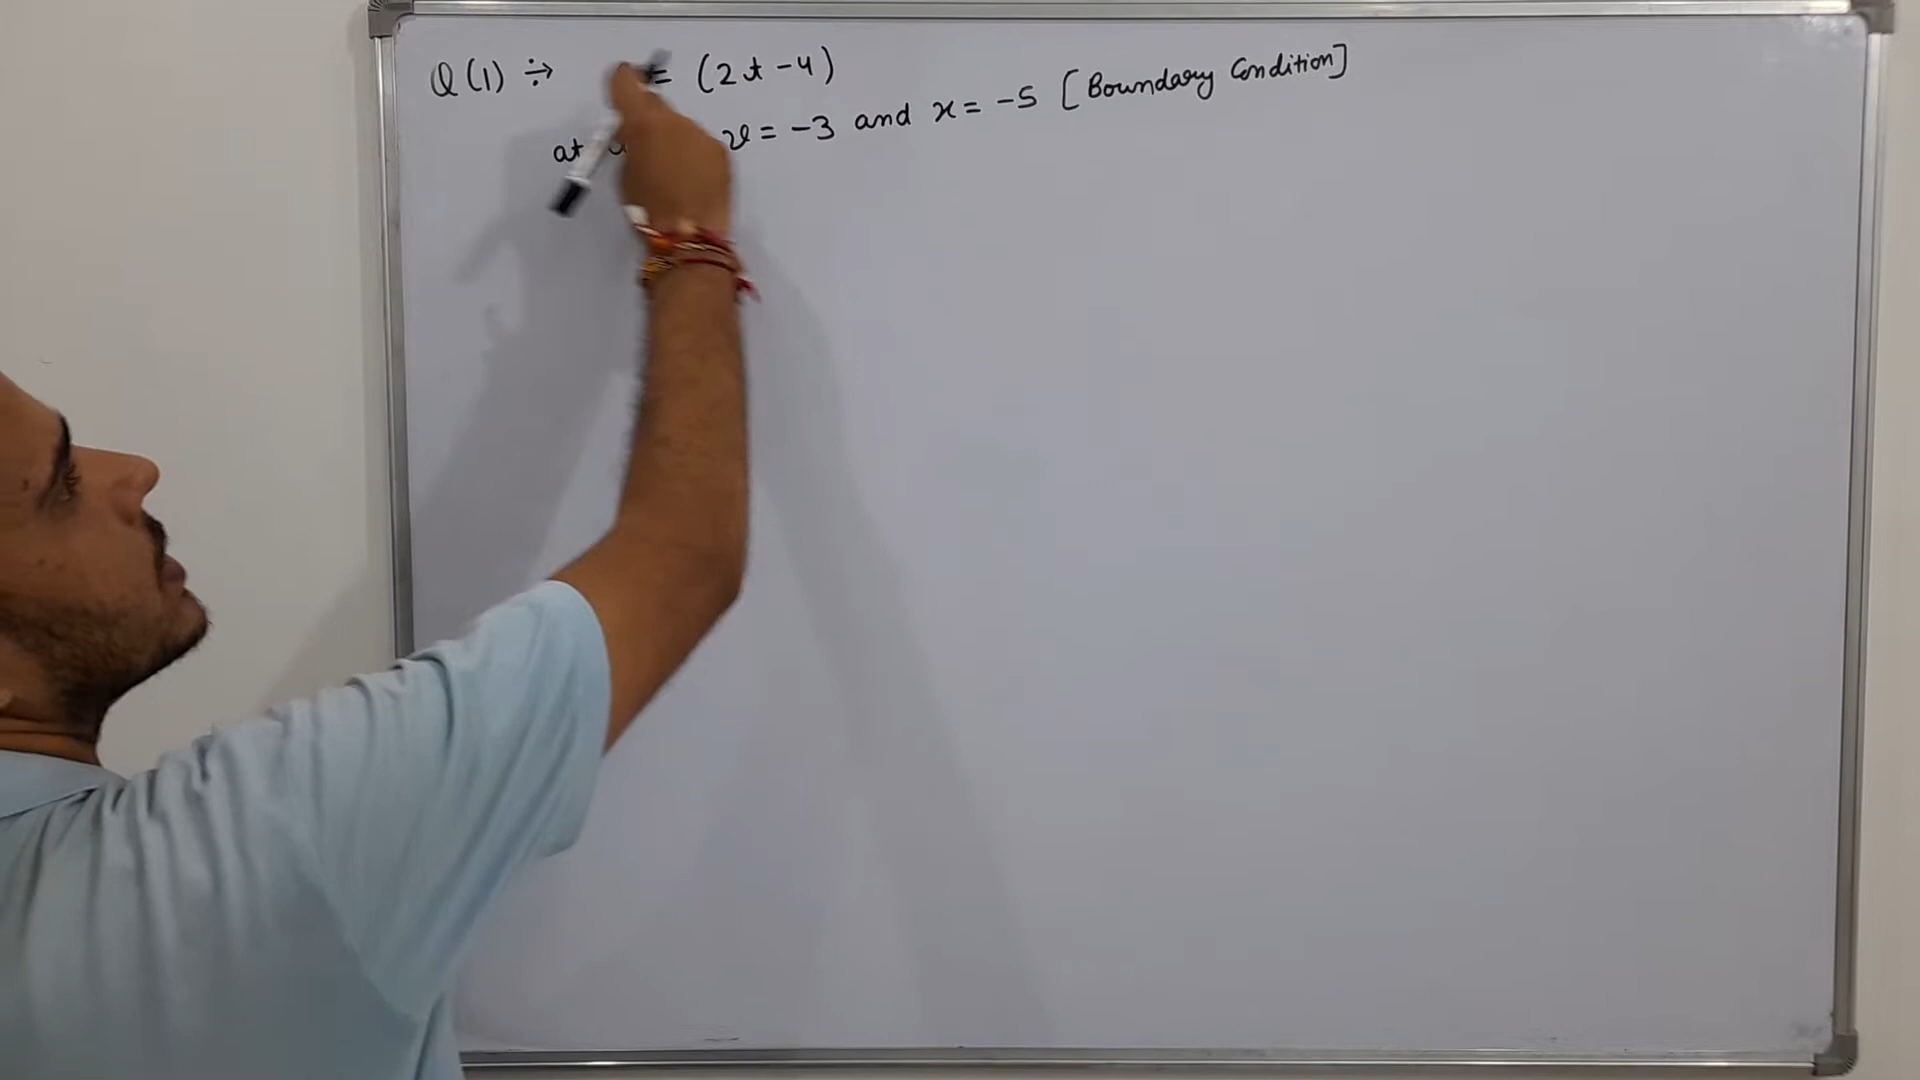 Q(1) ÷→ = (2t-4)
at v = -3 and x = -5 [Boundary Condition]